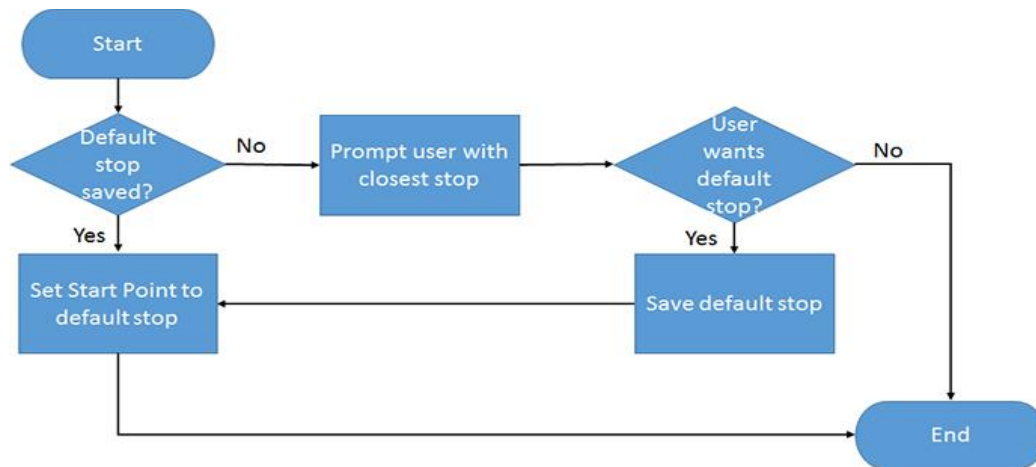 Start
Default
stop
saved?
No
Prompt user with
closest stop
User
wants
default
stop?
No
Yes
Yes
Set Start Point to
default stop
Save default stop
End